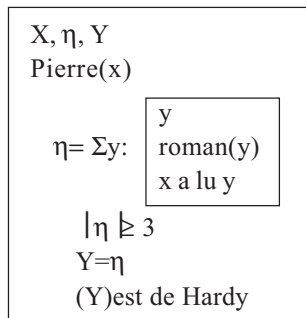 X, η, Y
Pierre(x)
y
η= Σy: roman(y)
x a lu y
|η |≥ 3
Y=η
(Y)est de Hardy